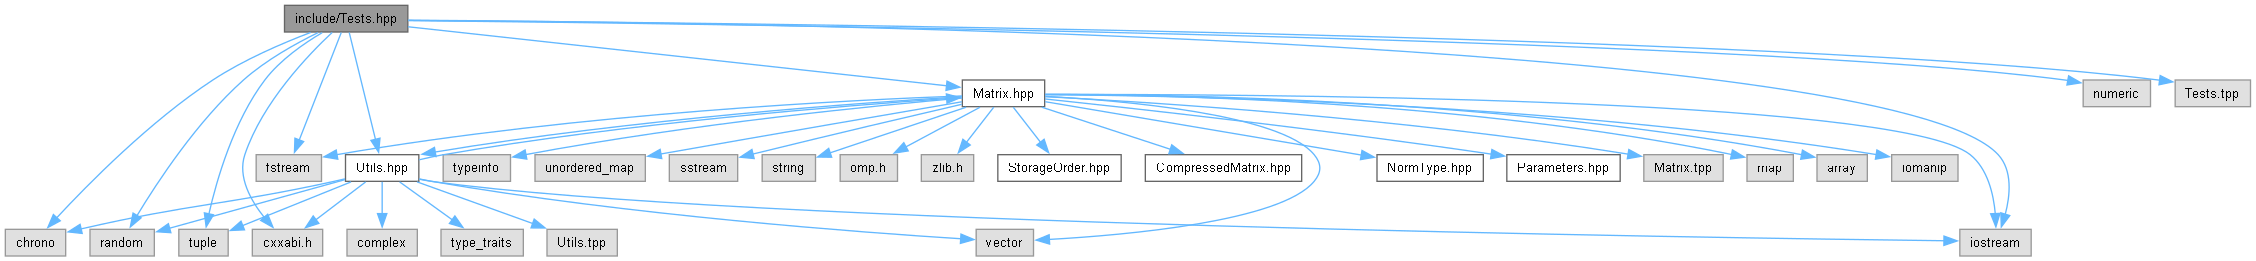 include/Tests.hpp
Matrix.hpp
numeric
Tests.tpp
fstream
Utils.hpp
typeinfo
unordered_map
sstream
string
omp.h
zlib.h
StorageOrder.hpp
CompressedMatrix.hpp
NormType.hpp
Parameters.hpp
Matrix.tpp
map
array
iomanip
chrono
random
tuple
cxxabi.h
complex
type_traits
Utils.tpp
vector
iostream